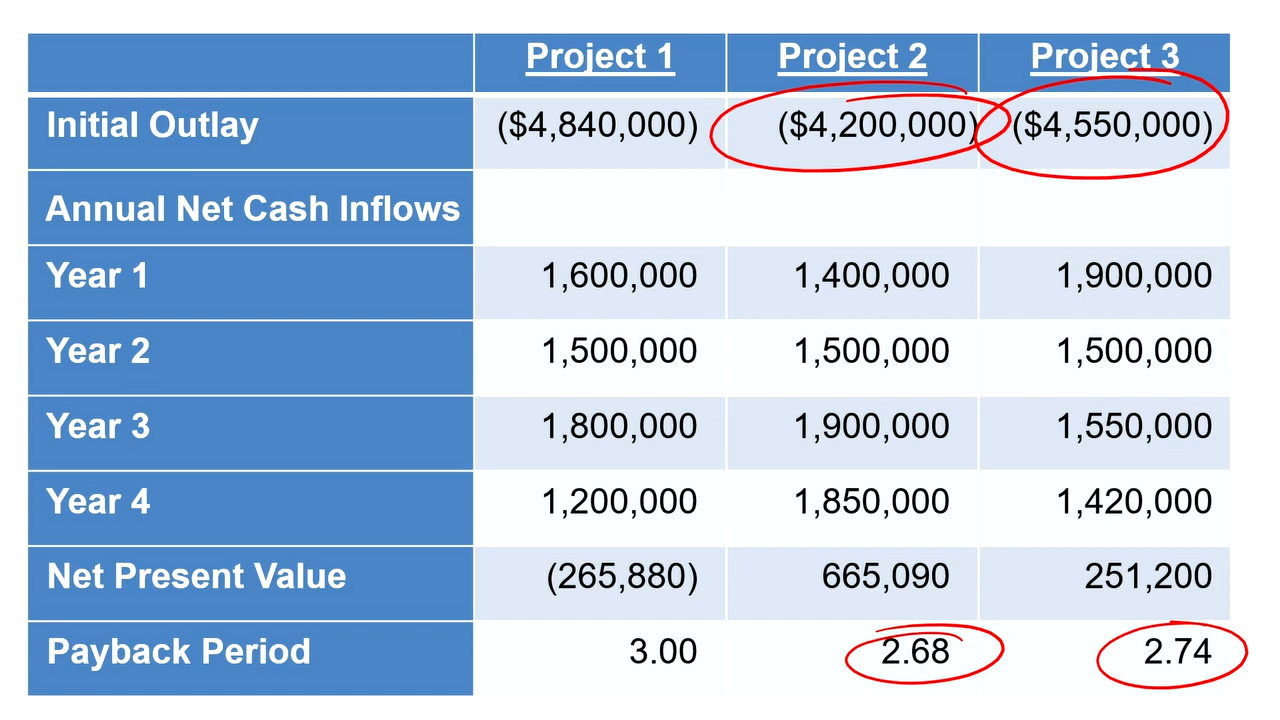 Project 1 Project 2 Project 3
Initial Outlay ($4,840,000) ($4,200,000) ($4,550,000)
Annual Net Cash Inflows
Year 1 1,600,000 1,400,000 1,900,000
Year 2 1,500,000 1,500,000 1,500,000
Year 3 1,800,000 1,900,000 1,550,000
Year 4 1,200,000 1,850,000 1,420,000
Net Present Value (265,880) 665,090 251,200
Payback Period 3.00 2.68 2.74